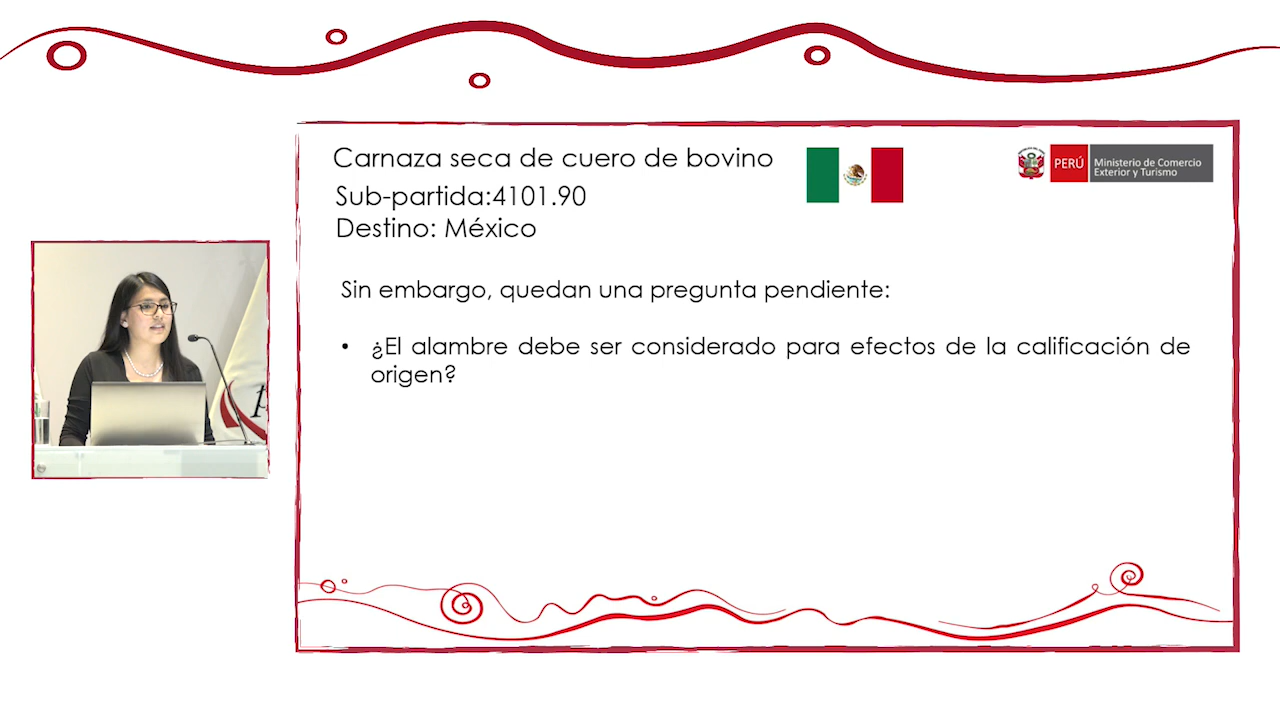 Carnaza seca de cuero de bovino
Sub-partida:4101.90
Destino: México
PERÚ
Ministerio de Comercio
Exterior y Turismo
Sin embargo, quedan una pregunta pendiente:
• ¿El alambre debe ser considerado para efectos de la calificación de
origen?